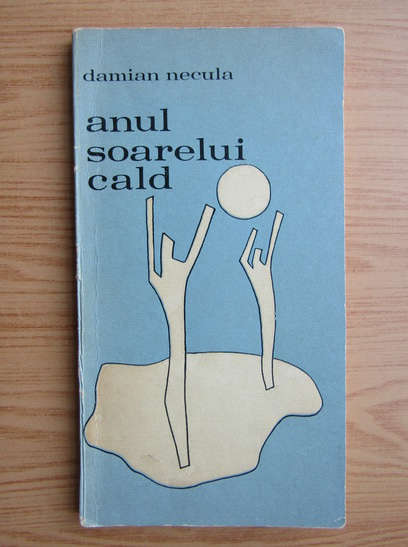 damian necula
anul
soarelui
cald